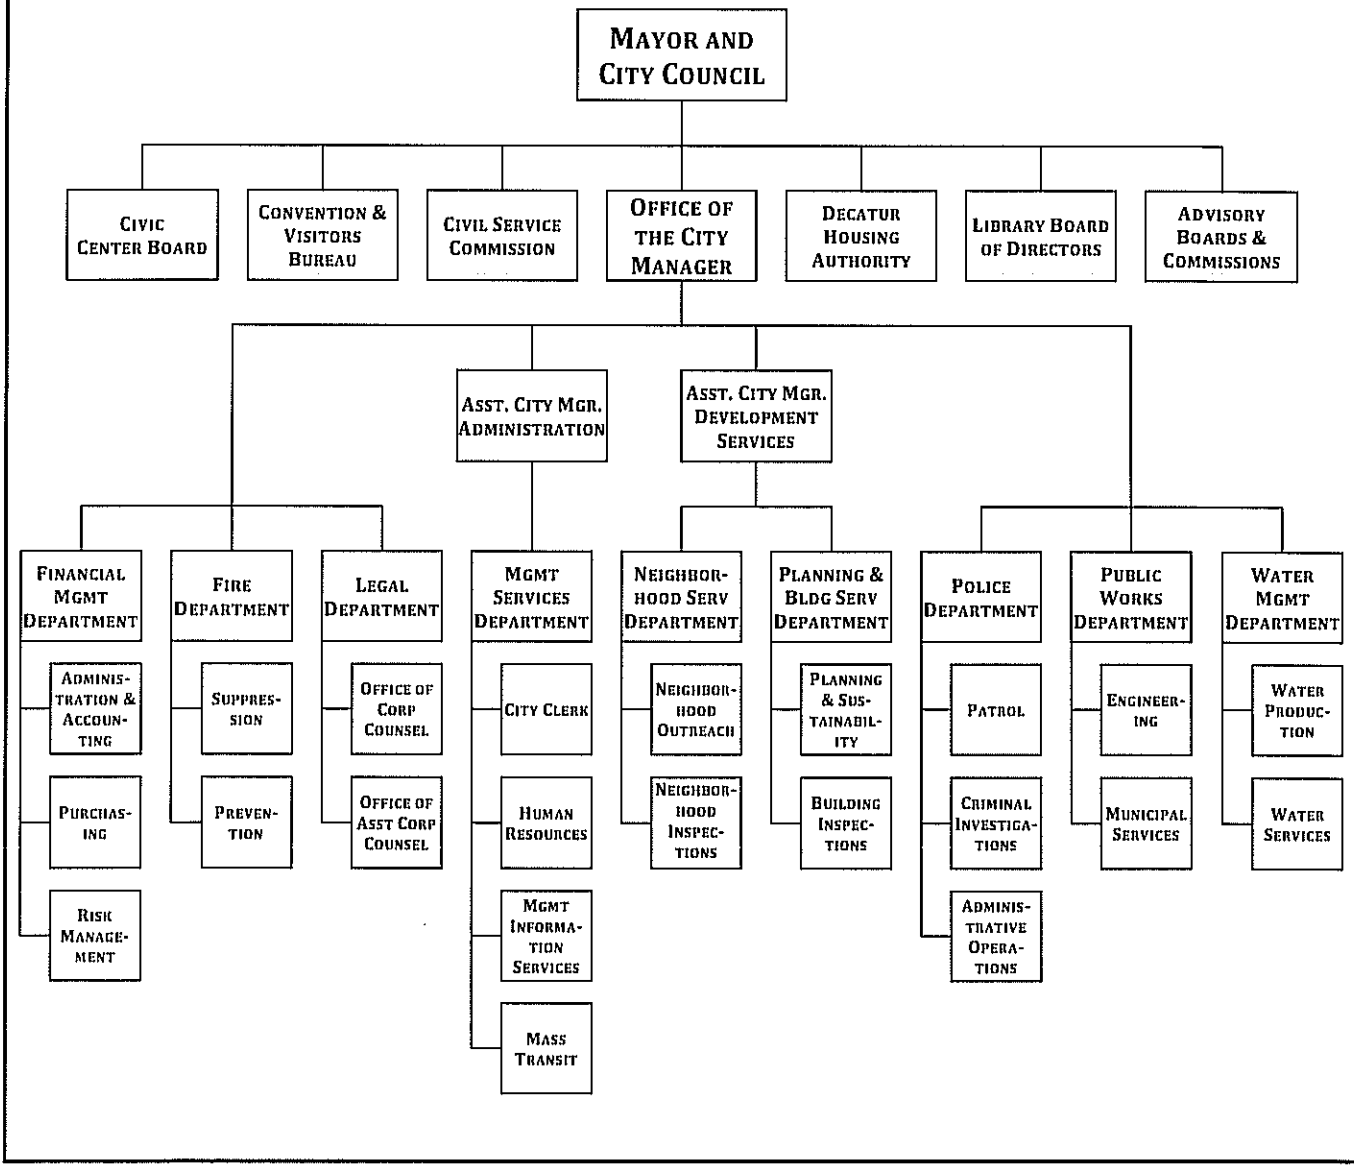 MAYOR AND
CITY COUNCIL
CIVIC
CENTER BOARD
CONVENTION &
VISITORS
BUREAU
CIVIL SERVICE
COMMISSION
OFFICE OF
THE CITY
MANAGER
DECATUR
HOUSING
AUTHORITY
LIBRARY BOARD
OF DIRECTORS
ADVISORY
BOARDS &
COMMISSIONS
ASST. CITY MGR.
ADMINISTRATION
ASST. CITY MGR.
DEVELOPMENT
SERVICES
FINANCIAL
MGMT
DEPARTMENT
FIRE
DEPARTMENT
LEGAL
DEPARTMENT
MGMT
SERVICES
DEPARTMENT
NEIGHBOR-
HOOD SERV
DEPARTMENT
PLANNING &
BLDG SERV
DEPARTMENT
POLICE
DEPARTMENT
PUBLIC
WORKS
DEPARTMENT
WATER
MGMT
DEPARTMENT
ADMINIS-
TRATION &
ACCOUN-
TING
SUPPRES-
SION
OFFICE OF
CORP
COUNSEL
CITY CLERK
NEIGHBOR-
HOOD
OUTREACH
PLANNING
& SUS-
TAINABIL-
ITY
PATROL
ENGINEER-
ING
WATER
PRODUC-
TION
PURCHAS-
ING
PREVEN-
TION
OFFICE OF
ASST CORP
COUNSEL
HUMAN
RESOURCES
NEIGHBOR-
HOOD
INSPEC-
TIONS
BUILDING
INSPEC-
TIONS
CRIMINAL
INVESTIGA-
TIONS
MUNICIPAL
SERVICES
WATER
SERVICES
RISK
MANAGE-
MENT
MGMT
INFORMA-
TION
SERVICES
ADMINIS-
TRATIVE
OPERA-
TIONS
MASS
TRANSIT